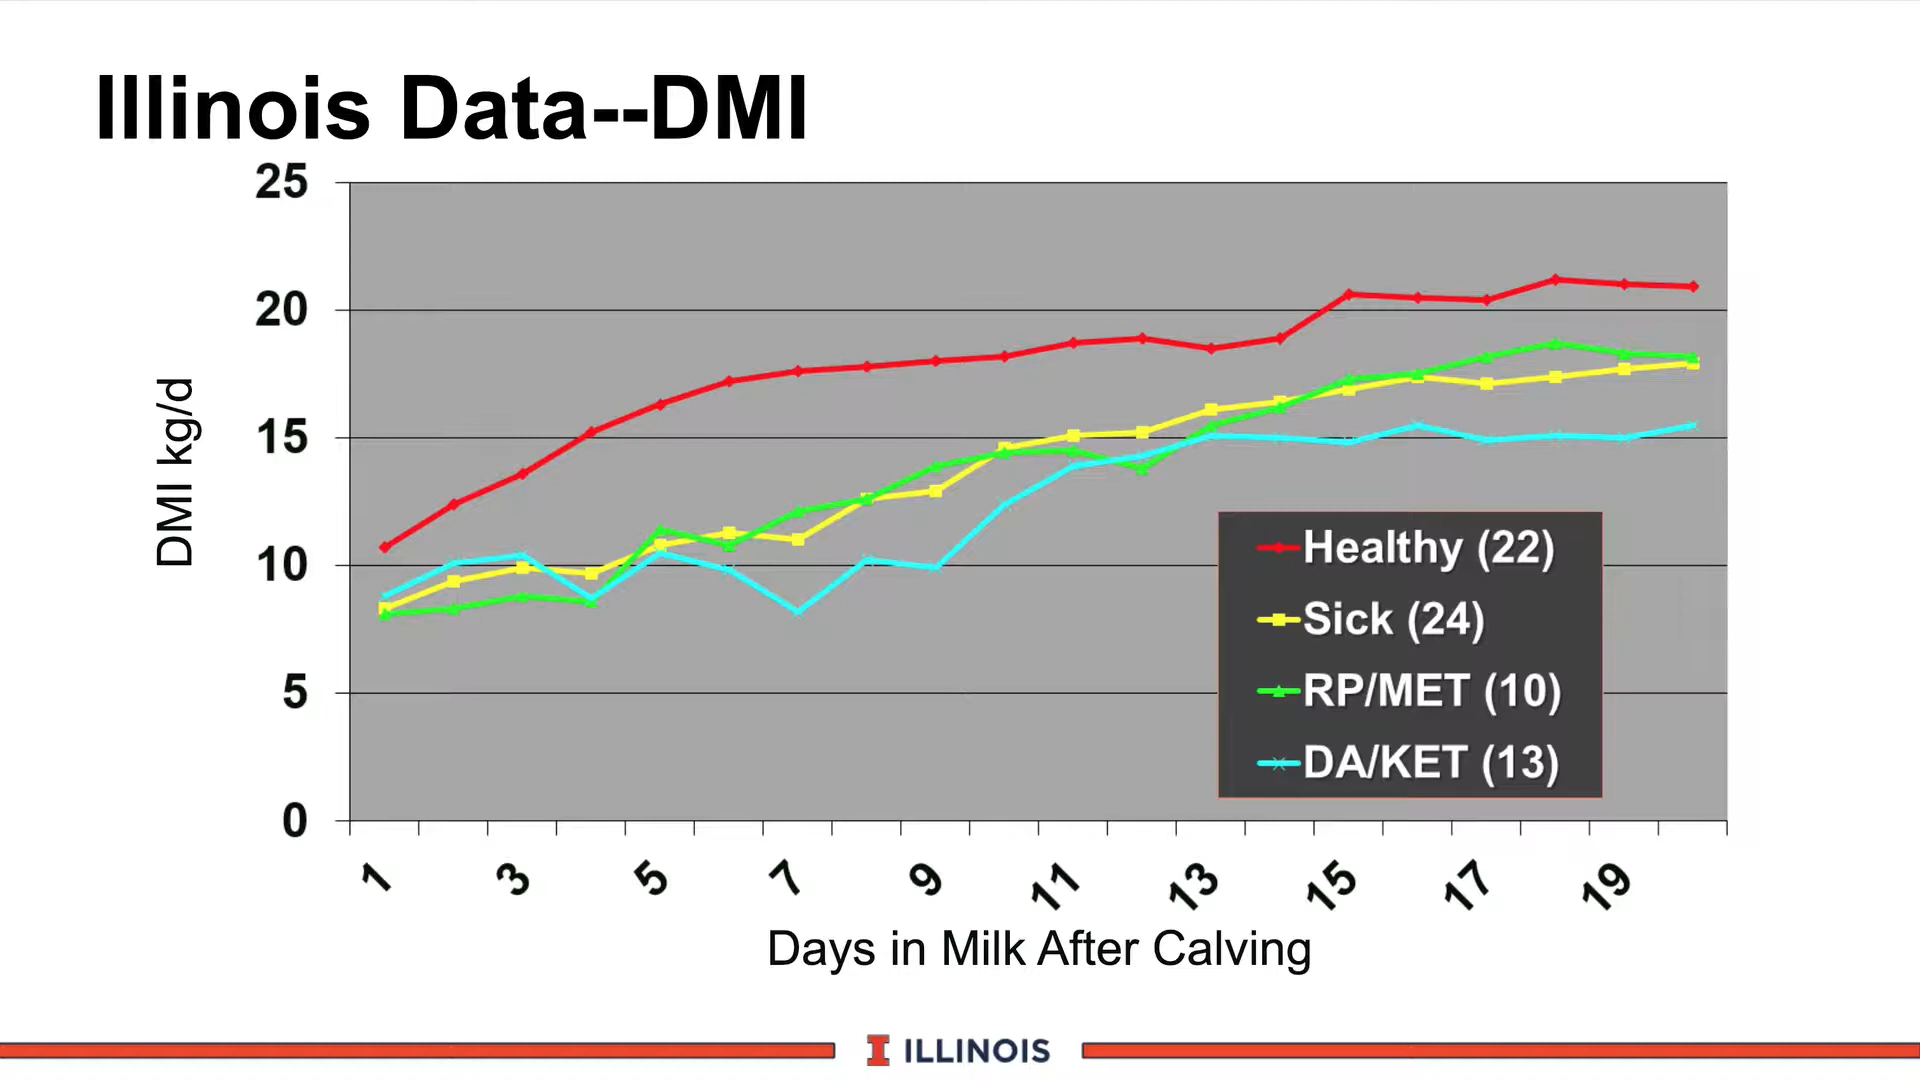 Illinois Data--DMI
25
20
15
10
5
0
DMI kg/d
Healthy (22)
Sick (24)
RP/MET (10)
DA/KET (13)
1
3
5
7
9
11
13
15
17
19
Days in Milk After Calving
I ILLINOIS